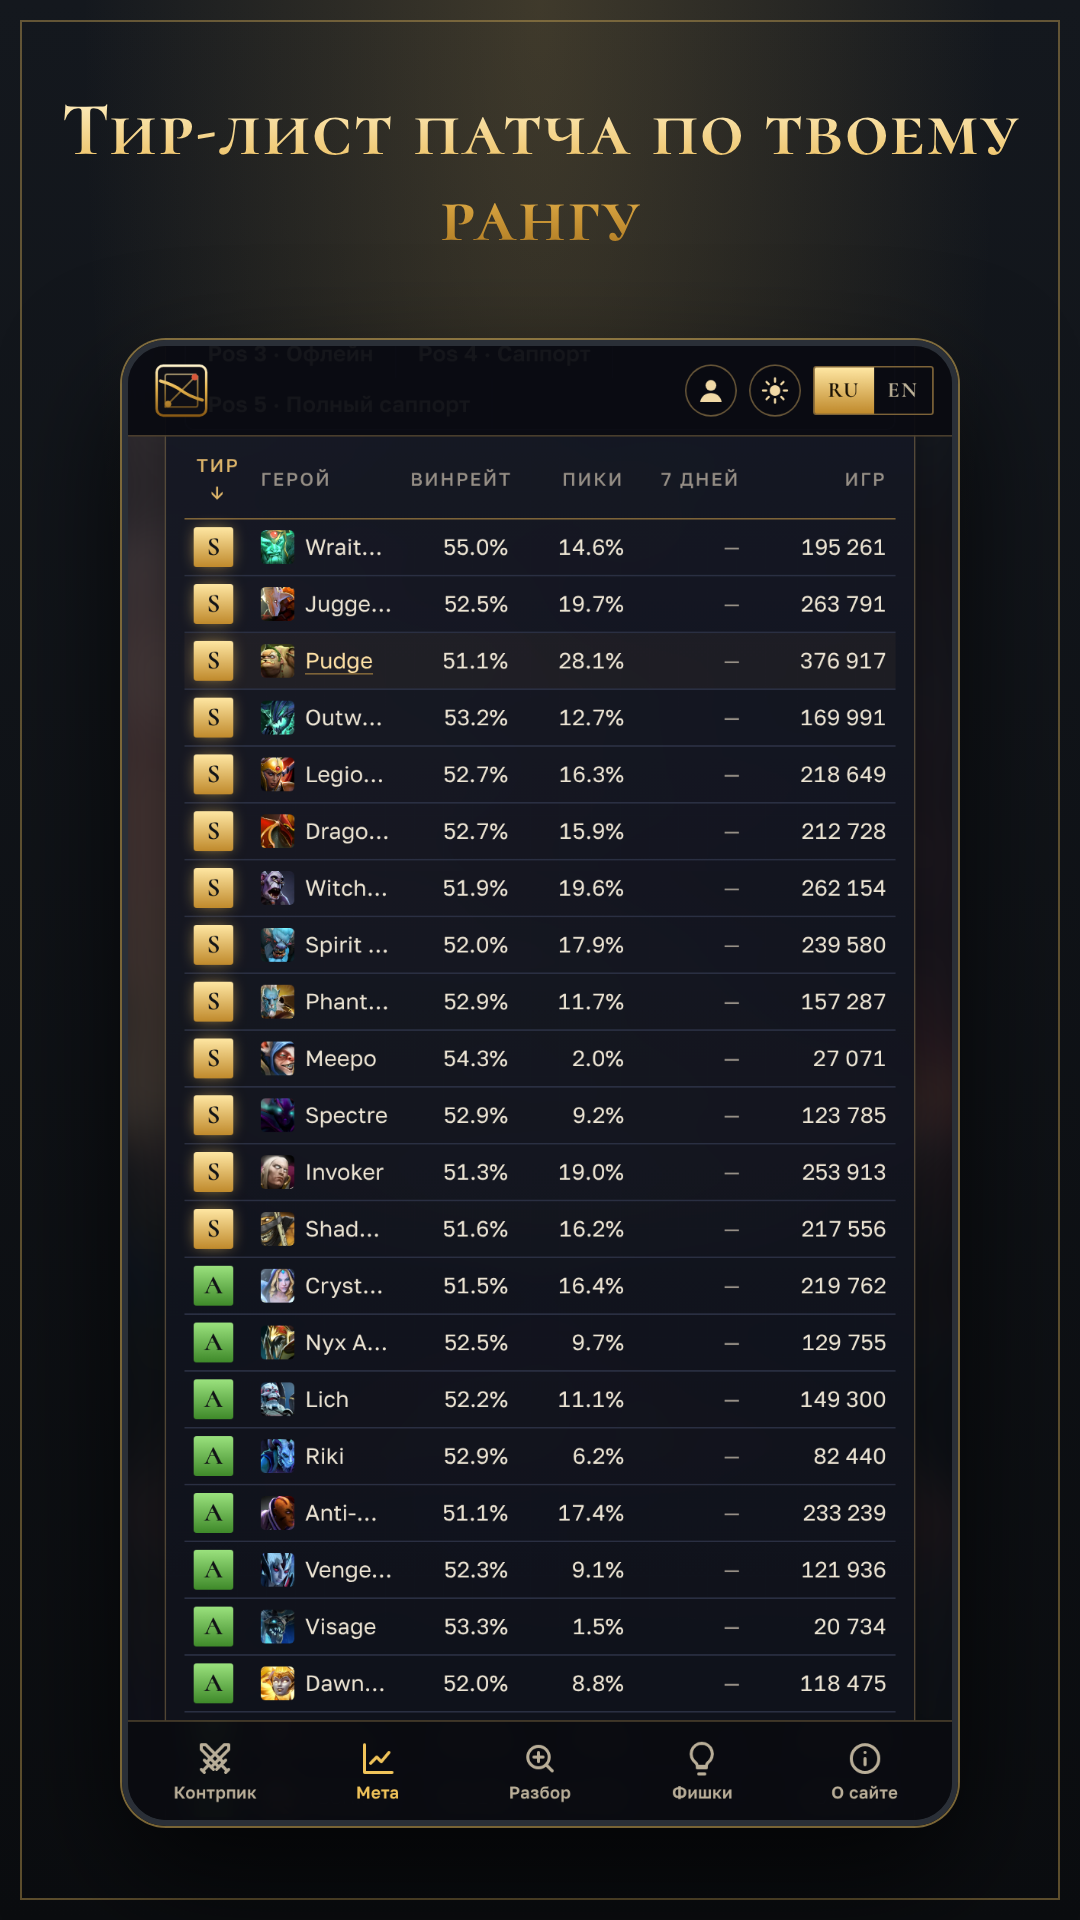 Тир-лист патча по твоему
рангу
Pos 3 · Офлейн Pos 4 · Саппорт
Pos 5 · Полный саппорт
RU EN
ТИР ↓ ГЕРОЙ ВИНРЕЙТ ПИКИ 7 ДНЕЙ ИГР
S Wrait... 55.0% 14.6% — 195 261
S Jugge... 52.5% 19.7% — 263 791
S Pudge 51.1% 28.1% — 376 917
S Outw... 53.2% 12.7% — 169 991
S Legio... 52.7% 16.3% — 218 649
S Drago... 52.7% 15.9% — 212 728
S Witch... 51.9% 19.6% — 262 154
S Spirit ... 52.0% 17.9% — 239 580
S Phant... 52.9% 11.7% — 157 287
S Meepo 54.3% 2.0% — 27 071
S Spectre 52.9% 9.2% — 123 785
S Invoker 51.3% 19.0% — 253 913
S Shad... 51.6% 16.2% — 217 556
A Cryst... 51.5% 16.4% — 219 762
A Nyx A... 52.5% 9.7% — 129 755
A Lich 52.2% 11.1% — 149 300
A Riki 52.9% 6.2% — 82 440
A Anti-... 51.1% 17.4% — 233 239
A Venge... 52.3% 9.1% — 121 936
A Visage 53.3% 1.5% — 20 734
A Dawn... 52.0% 8.8% — 118 475
Контрпик Мета Разбор Фишки О сайте